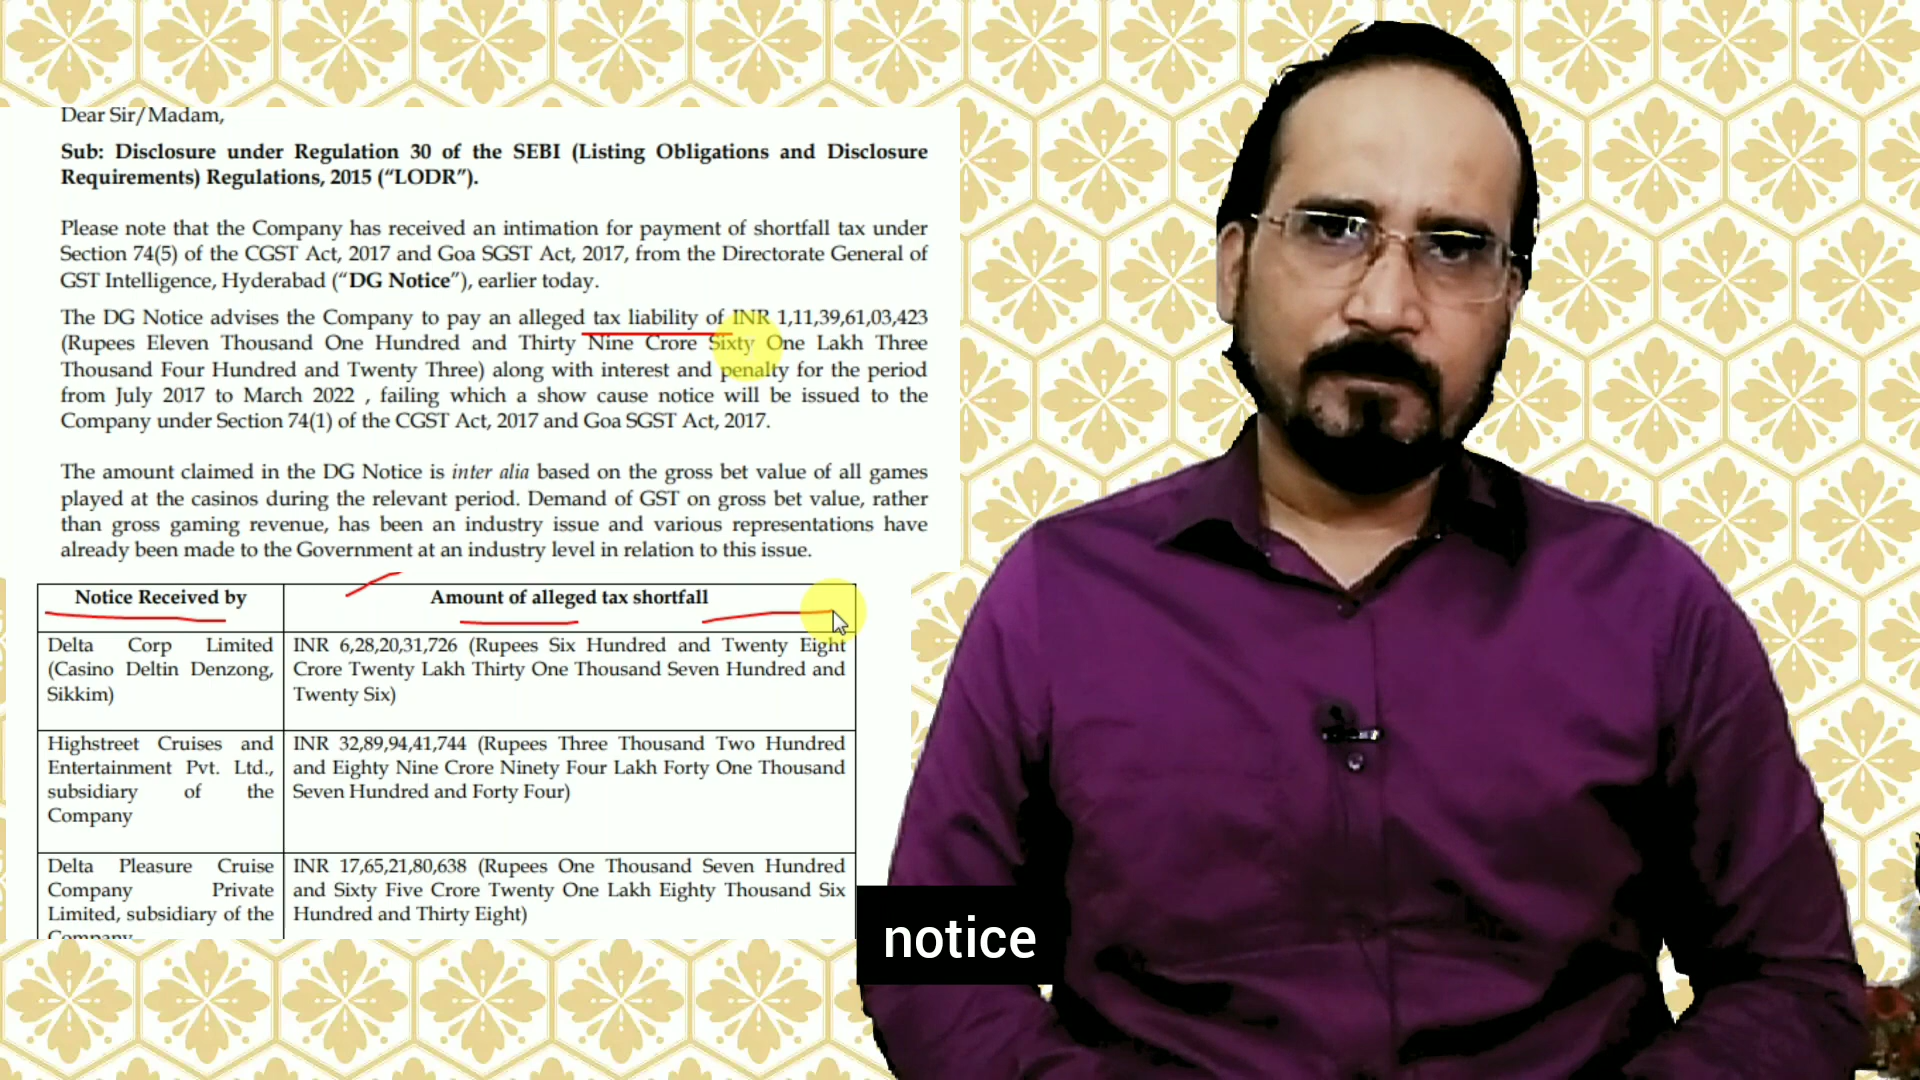 Dear Sir/Madam,
Sub: Disclosure under Regulation 30 of the SEBI (Listing Obligations and Disclosure
Requirements) Regulations, 2015 (“LODR”).
Please note that the Company has received an intimation for payment of shortfall tax under
Section 74(5) of the CGST Act, 2017 and Goa SGST Act, 2017, from the Directorate General of
GST Intelligence, Hyderabad (“DG Notice”), earlier today.
The DG Notice advises the Company to pay an alleged tax liability of INR 1,11,39,61,03,423
(Rupees Eleven Thousand One Hundred and Thirty Nine Crore Sixty One Lakh Three
Thousand Four Hundred and Twenty Three) along with interest and penalty for the period
from July 2017 to March 2022 , failing which a show cause notice will be issued to the
Company under Section 74(1) of the CGST Act, 2017 and Goa SGST Act, 2017.
The amount claimed in the DG Notice is inter alia based on the gross bet value of all games
played at the casinos during the relevant period. Demand of GST on gross bet value, rather
than gross gaming revenue, has been an industry issue and various representations have
already been made to the Government at an industry level in relation to this issue.
Notice Received by
Amount of alleged tax shortfall
Delta Corp Limited
(Casino Deltin Denzong,
Sikkim)
INR 6,28,20,31,726 (Rupees Six Hundred and Twenty Eight
Crore Twenty Lakh Thirty One Thousand Seven Hundred and
Twenty Six)
Highstreet Cruises and
Entertainment Pvt. Ltd.,
subsidiary of the
Company
INR 32,89,94,41,744 (Rupees Three Thousand Two Hundred
and Eighty Nine Crore Ninety Four Lakh Forty One Thousand
Seven Hundred and Forty Four)
Delta Pleasure Cruise
Company Private
Limited, subsidiary of the
Company
INR 17,65,21,80,638 (Rupees One Thousand Seven Hundred
and Sixty Five Crore Twenty One Lakh Eighty Thousand Six
Hundred and Thirty Eight)
notice